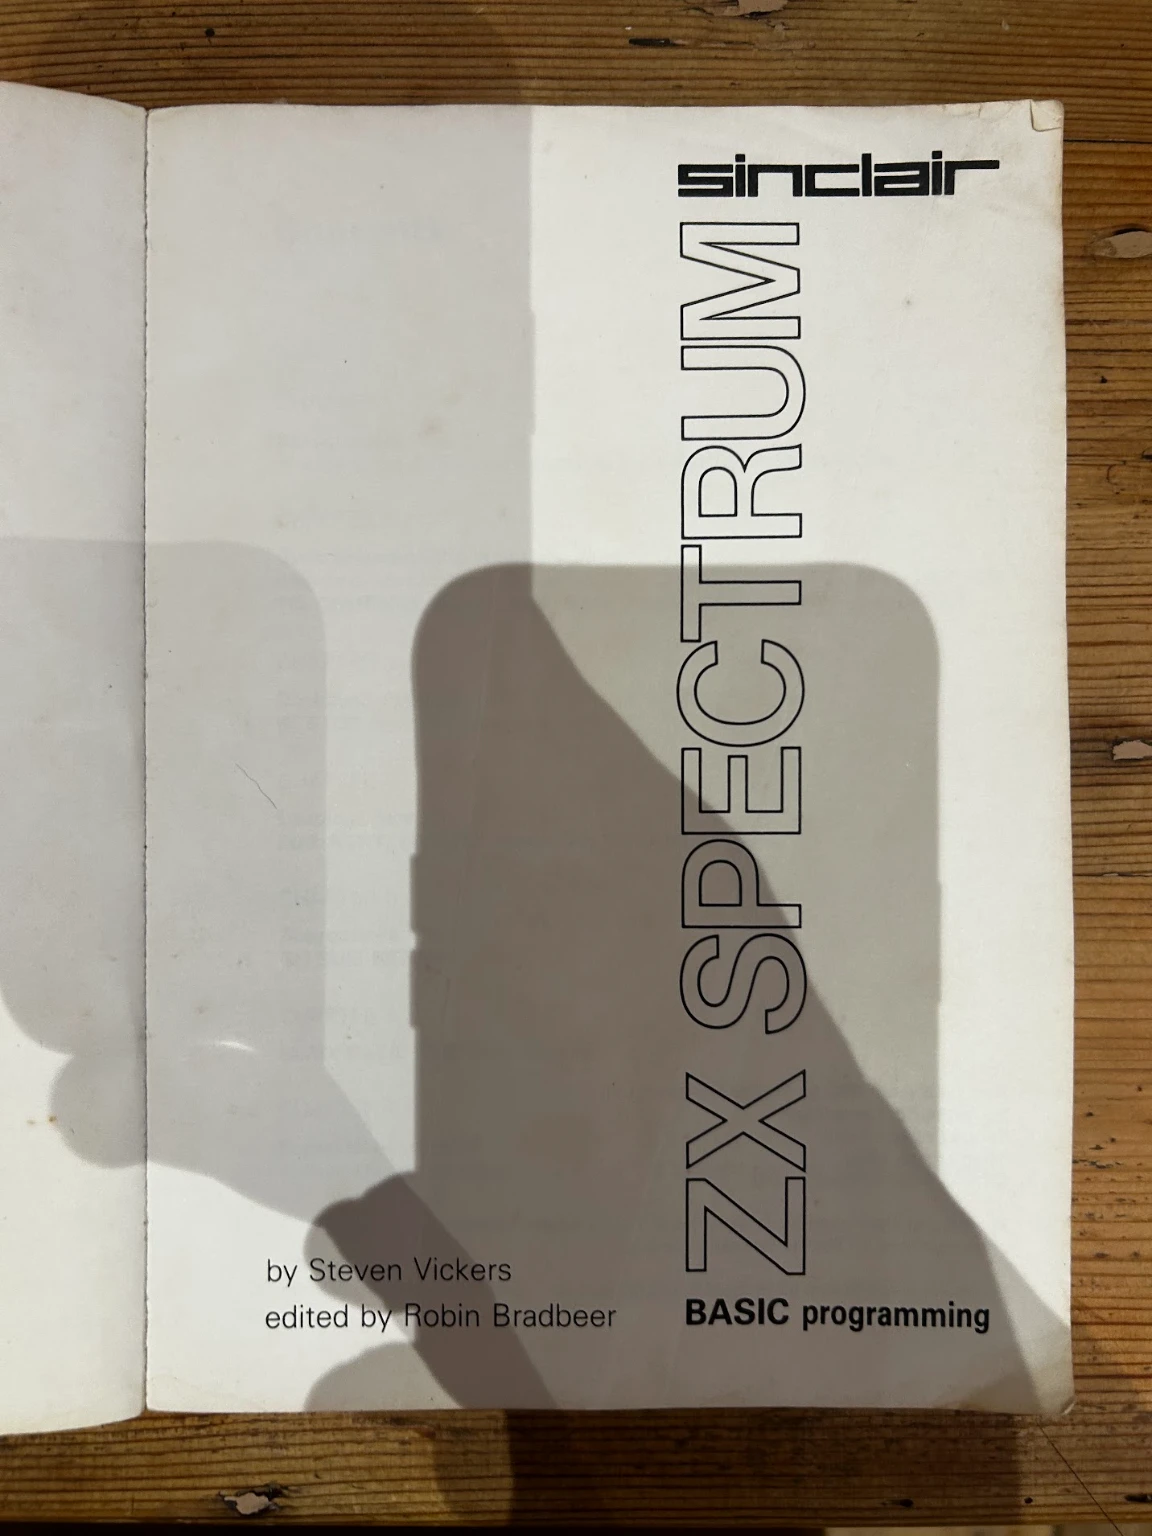 sinclair
ZX SPECTRUM
BASIC programming
by Steven Vickers
edited by Robin Bradbeer